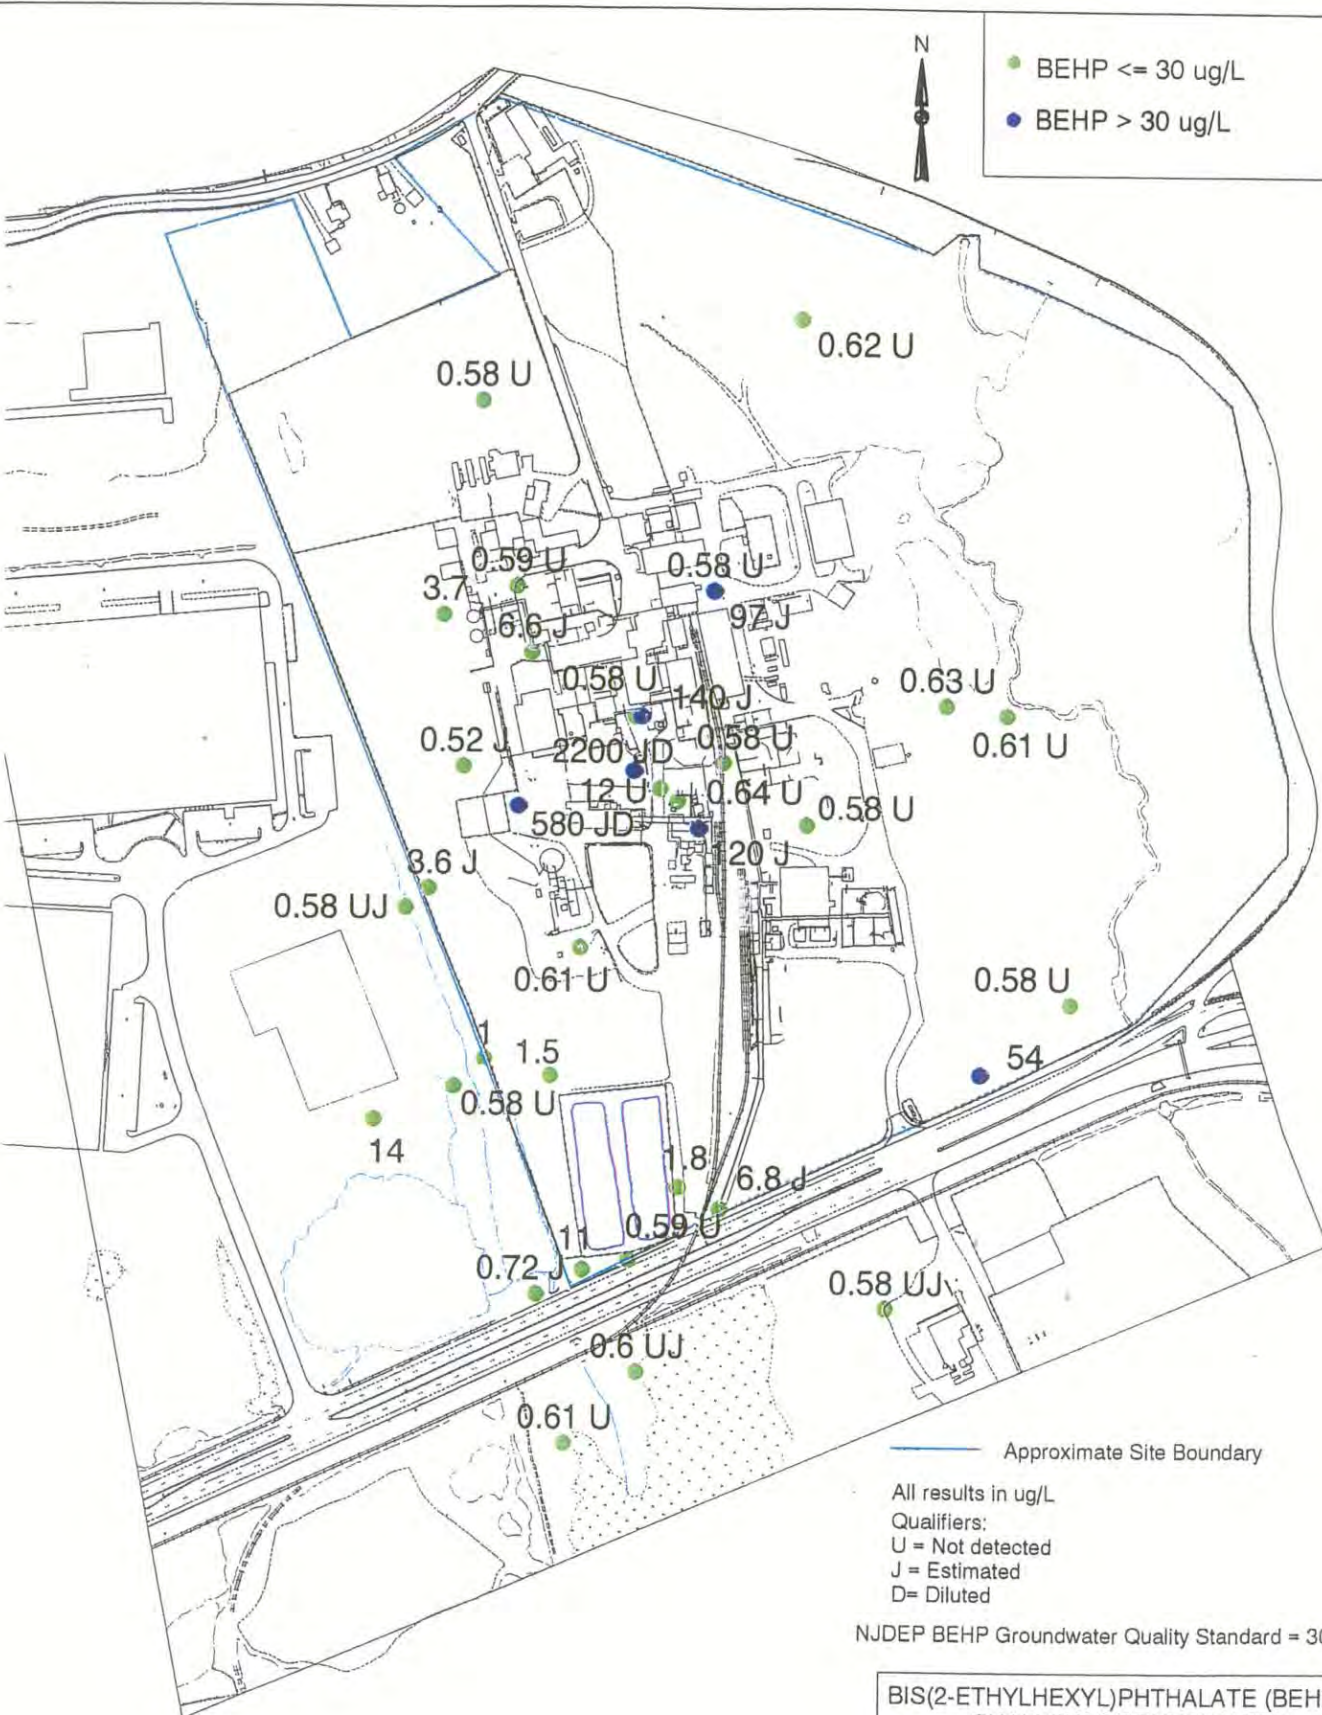 N
BEHP <= 30 ug/L
BEHP > 30 ug/L
0.62 U
0.58 U
0.59 U
0.58 U
3.7
97 J
6.6 J
0.58 U
0.63 U
140 J
0.52 J
0.58 U
0.61 U
2200 JD
12 U
0.64 U
0.58 U
580 JD
20 J
3.6 J
0.58 UJ
0.61 U
0.58 U
1
1.5
54
0.58 U
14
1.8
6.8 J
0.59 U
11
0.72 J
0.58 UJ
0.6 UJ
0.61 U
Approximate Site Boundary
All results in ug/L
Qualifiers:
U = Not detected
J = Estimated
D= Diluted
NJDEP BEHP Groundwater Quality Standard = 30
BIS(2-ETHYLHEXYL)PHTHALATE (BEH